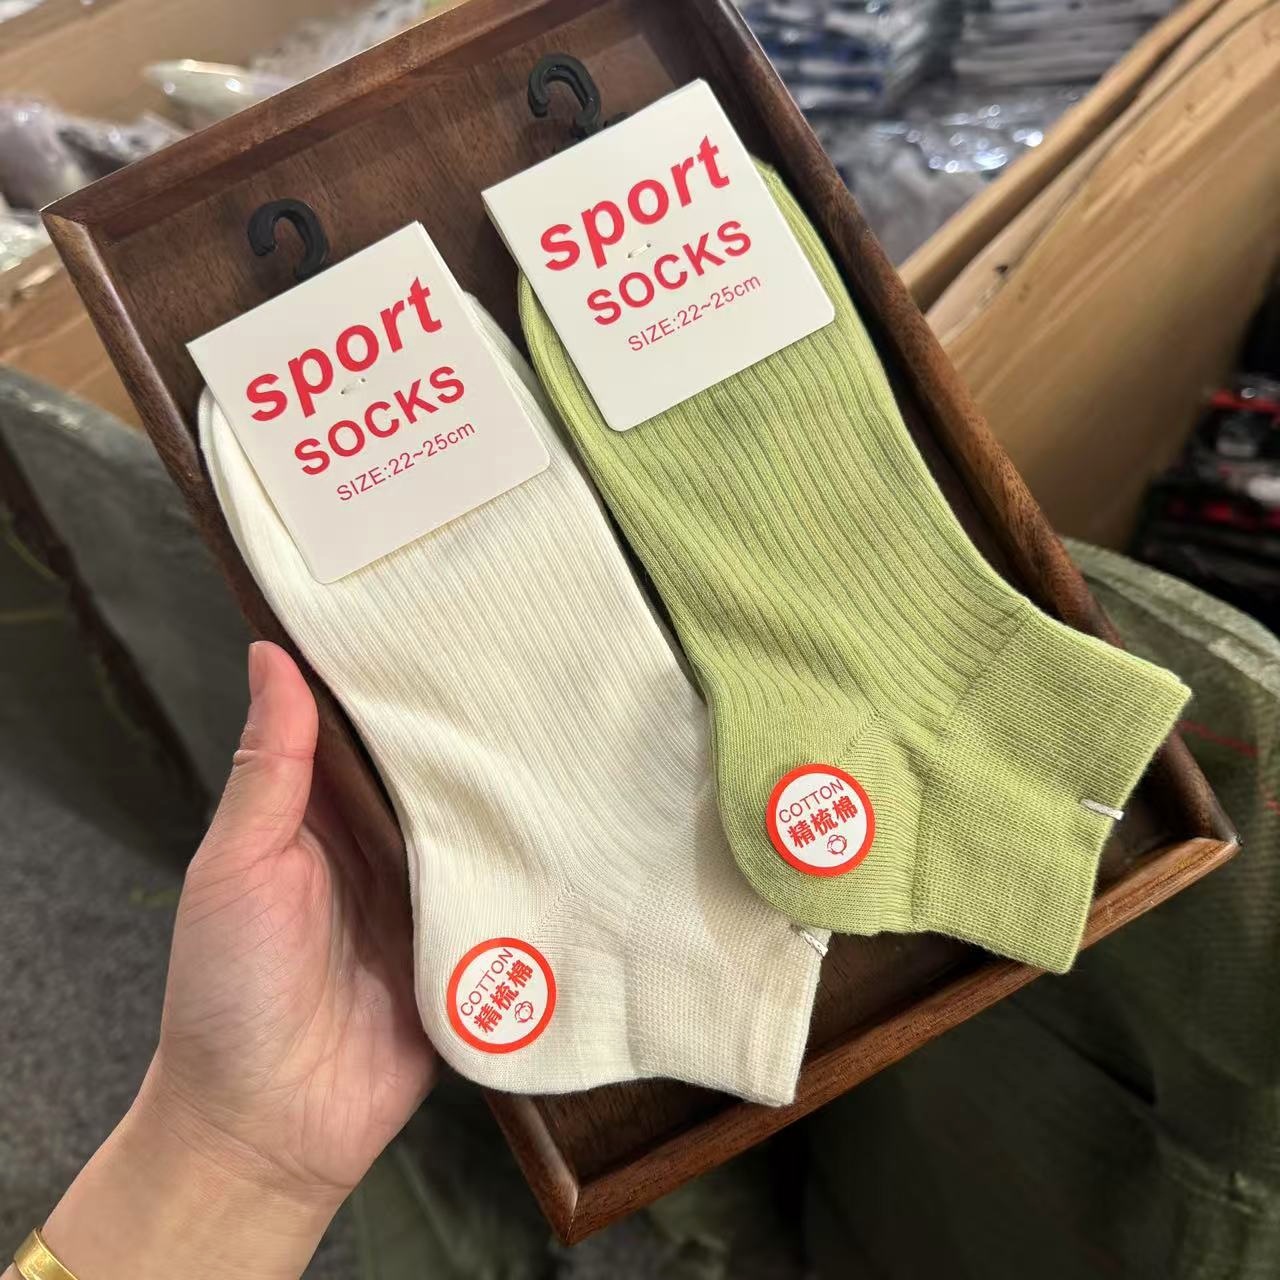 sport
SOCKS
SIZE:22~25cm
sport
SOCKS
SIZE:22~25cm
COTTON
精梳棉
COTTON
精梳棉